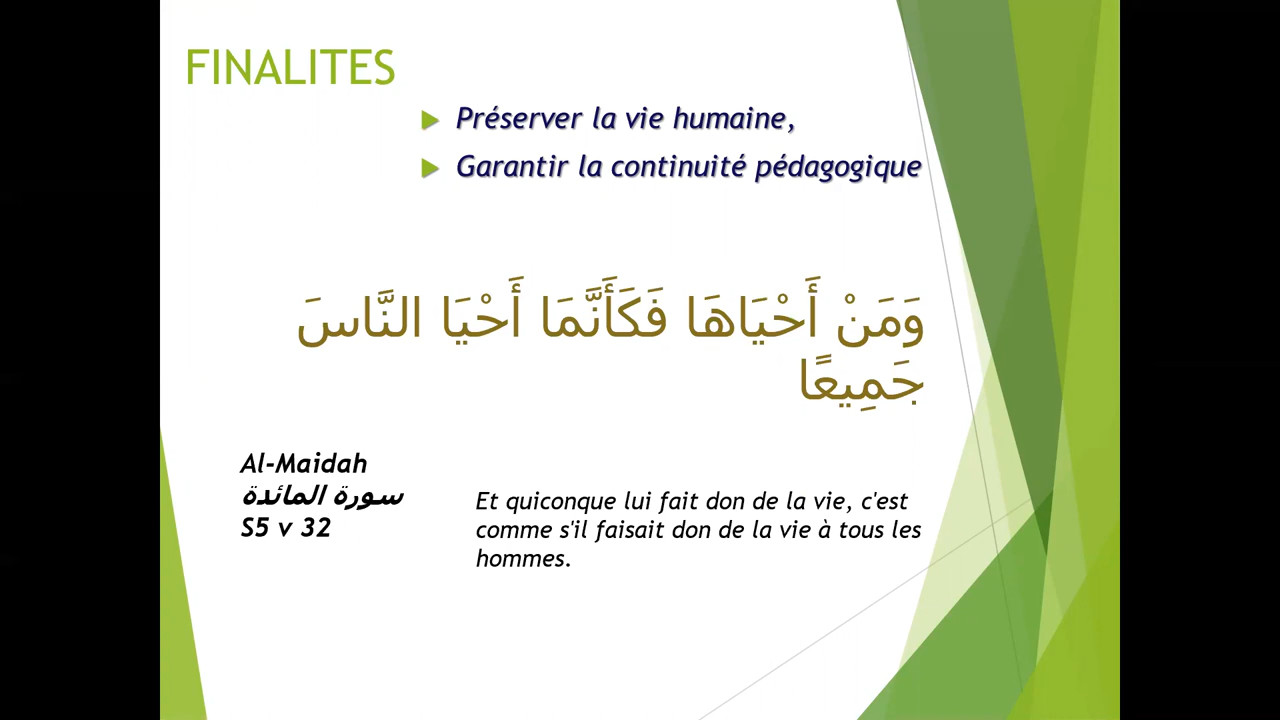 FINALITES
Préserver la vie humaine,
Garantir la continuité pédagogique
وَمَنْ أَحْيَاهَا فَكَأَنَّمَا أَحْيَا النَّاسَ
جَمِيعًا
Al-Maidah
سورة المائدة
S5 v 32
Et quiconque lui fait don de la vie, c'est
comme s'il faisait don de la vie à tous les
hommes.